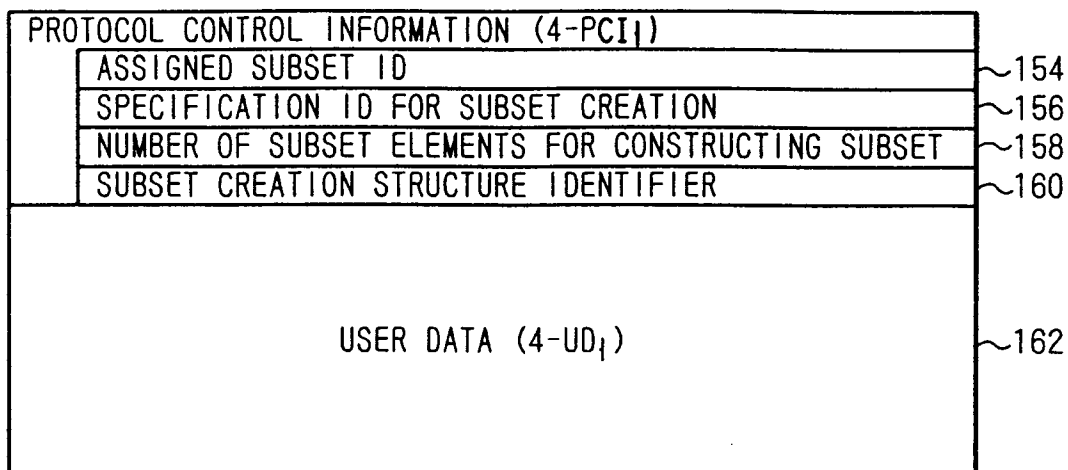 PROTOCOL CONTROL INFORMATION (4-PCI₁)
ASSIGNED SUBSET ID ~154
SPECIFICATION ID FOR SUBSET CREATION ~156
NUMBER OF SUBSET ELEMENTS FOR CONSTRUCTING SUBSET ~158
SUBSET CREATION STRUCTURE IDENTIFIER ~160
USER DATA (4-UD₁) ~162